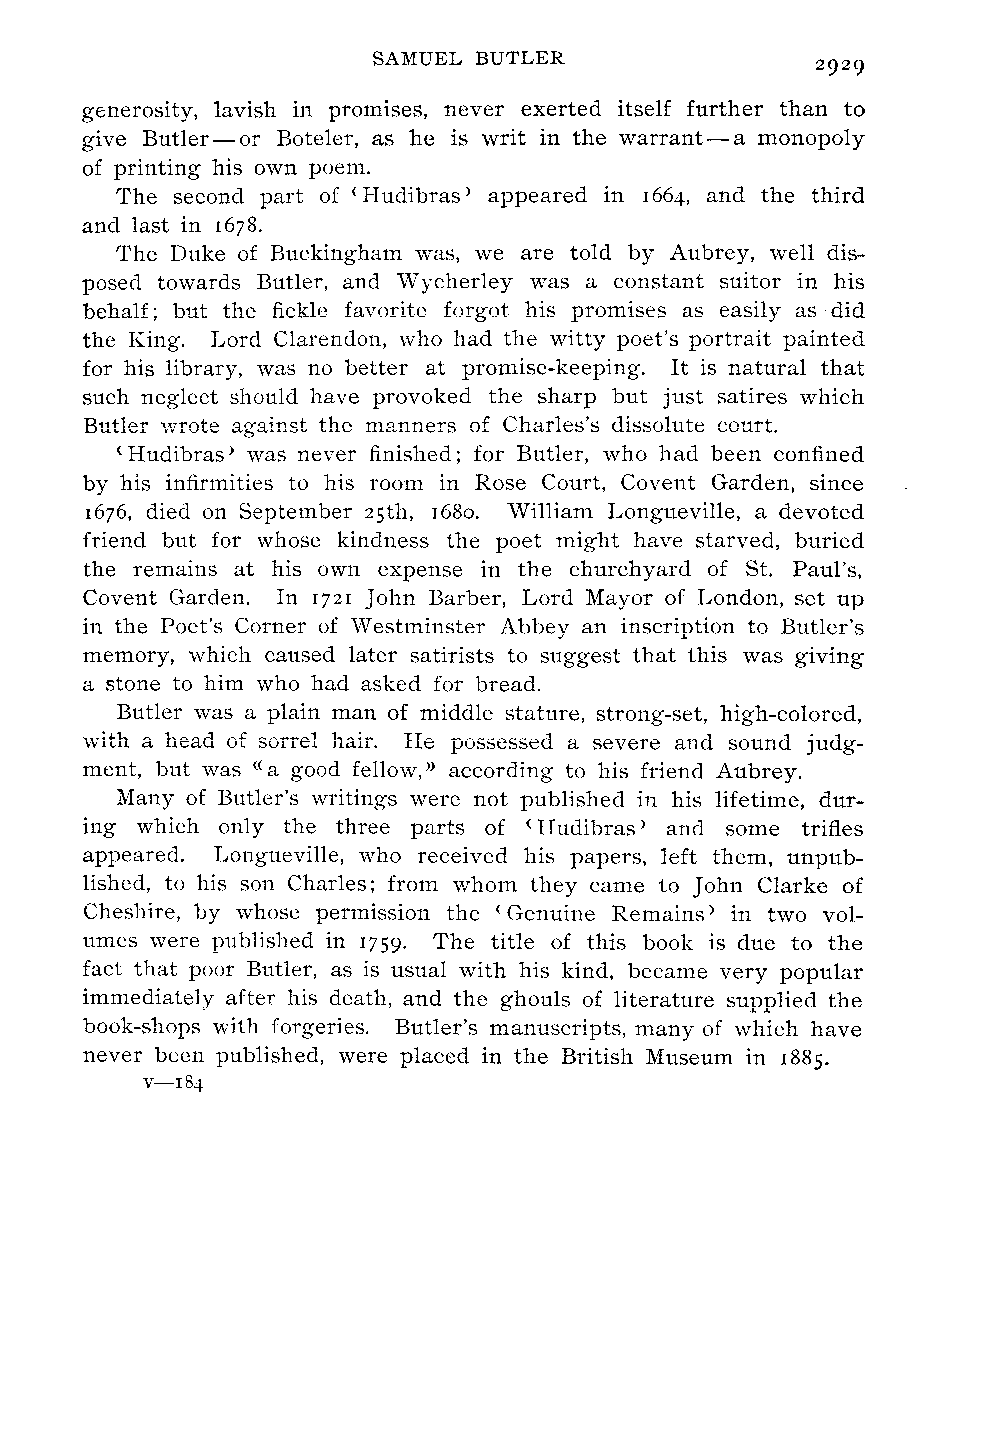 SAMUEL BUTLER
2929
generosity, lavish in promises, never exerted itself further than to
give Butler—or Boteler, as he is writ in the warrant—a monopoly
of printing his own poem.
The second part of ‘Hudibras’ appeared in 1664, and the third
and last in 1678.
The Duke of Buckingham was, we are told by Aubrey, well dis-
posed towards Butler, and Wycherley was a constant suitor in his
behalf; but the fickle favorite forgot his promises as easily as did
the King. Lord Clarendon, who had the witty poet's portrait painted
for his library, was no better at promise-keeping. It is natural that
such neglect should have provoked the sharp but just satires which
Butler wrote against the manners of Charles's dissolute court.
‘Hudibras’ was never finished; for Butler, who had been confined
by his infirmities to his room in Rose Court, Covent Garden, since
1676, died on September 25th, 1680. William Longueville, a devoted
friend but for whose kindness the poet might have starved, buried
the remains at his own expense in the churchyard of St. Paul's,
Covent Garden. In 1721 John Barber, Lord Mayor of London, set up
in the Poet's Corner of Westminster Abbey an inscription to Butler's
memory, which caused later satirists to suggest that this was giving
a stone to him who had asked for bread.
Butler was a plain man of middle stature, strong-set, high-colored,
with a head of sorrel hair. He possessed a severe and sound judg-
ment, but was “a good fellow,” according to his friend Aubrey.
Many of Butler's writings were not published in his lifetime, dur-
ing which only the three parts of ‘Hudibras’ and some trifles
appeared. Longueville, who received his papers, left them, unpub-
lished, to his son Charles; from whom they came to John Clarke of
Cheshire, by whose permission the ‘Genuine Remains’ in two vol-
umes were published in 1759. The title of this book is due to the
fact that poor Butler, as is usual with his kind, became very popular
immediately after his death, and the ghouls of literature supplied the
book-shops with forgeries. Butler's manuscripts, many of which have
never been published, were placed in the British Museum in 1885.
V—184